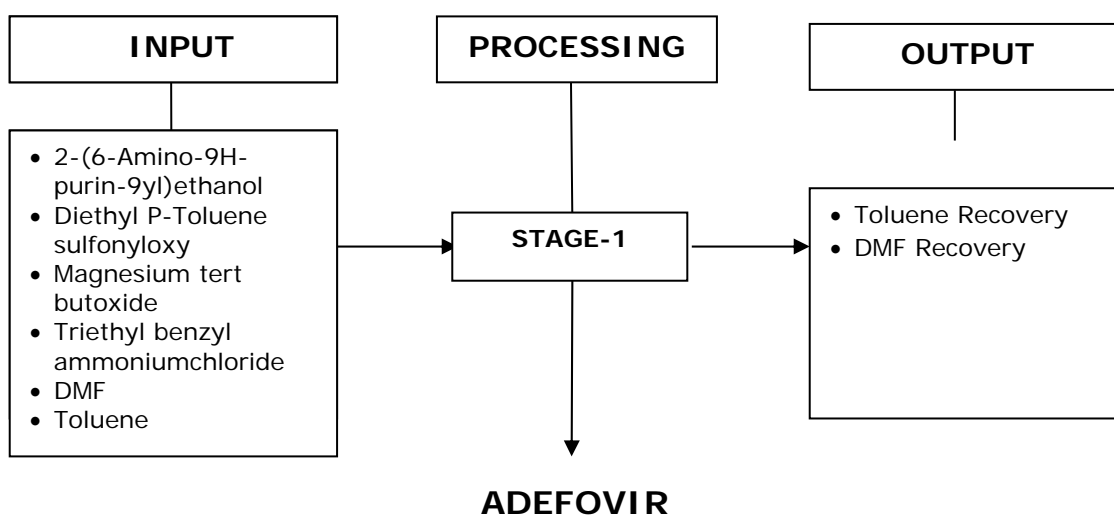 INPUT
PROCESSING
OUTPUT
• 2-(6-Amino-9H-
purin-9yl)ethanol
• Diethyl P-Toluene
sulfonyloxy
• Magnesium tert
butoxide
• Triethyl benzyl
ammoniumchloride
• DMF
• Toluene
STAGE-1
• Toluene Recovery
• DMF Recovery
ADEFOVIR